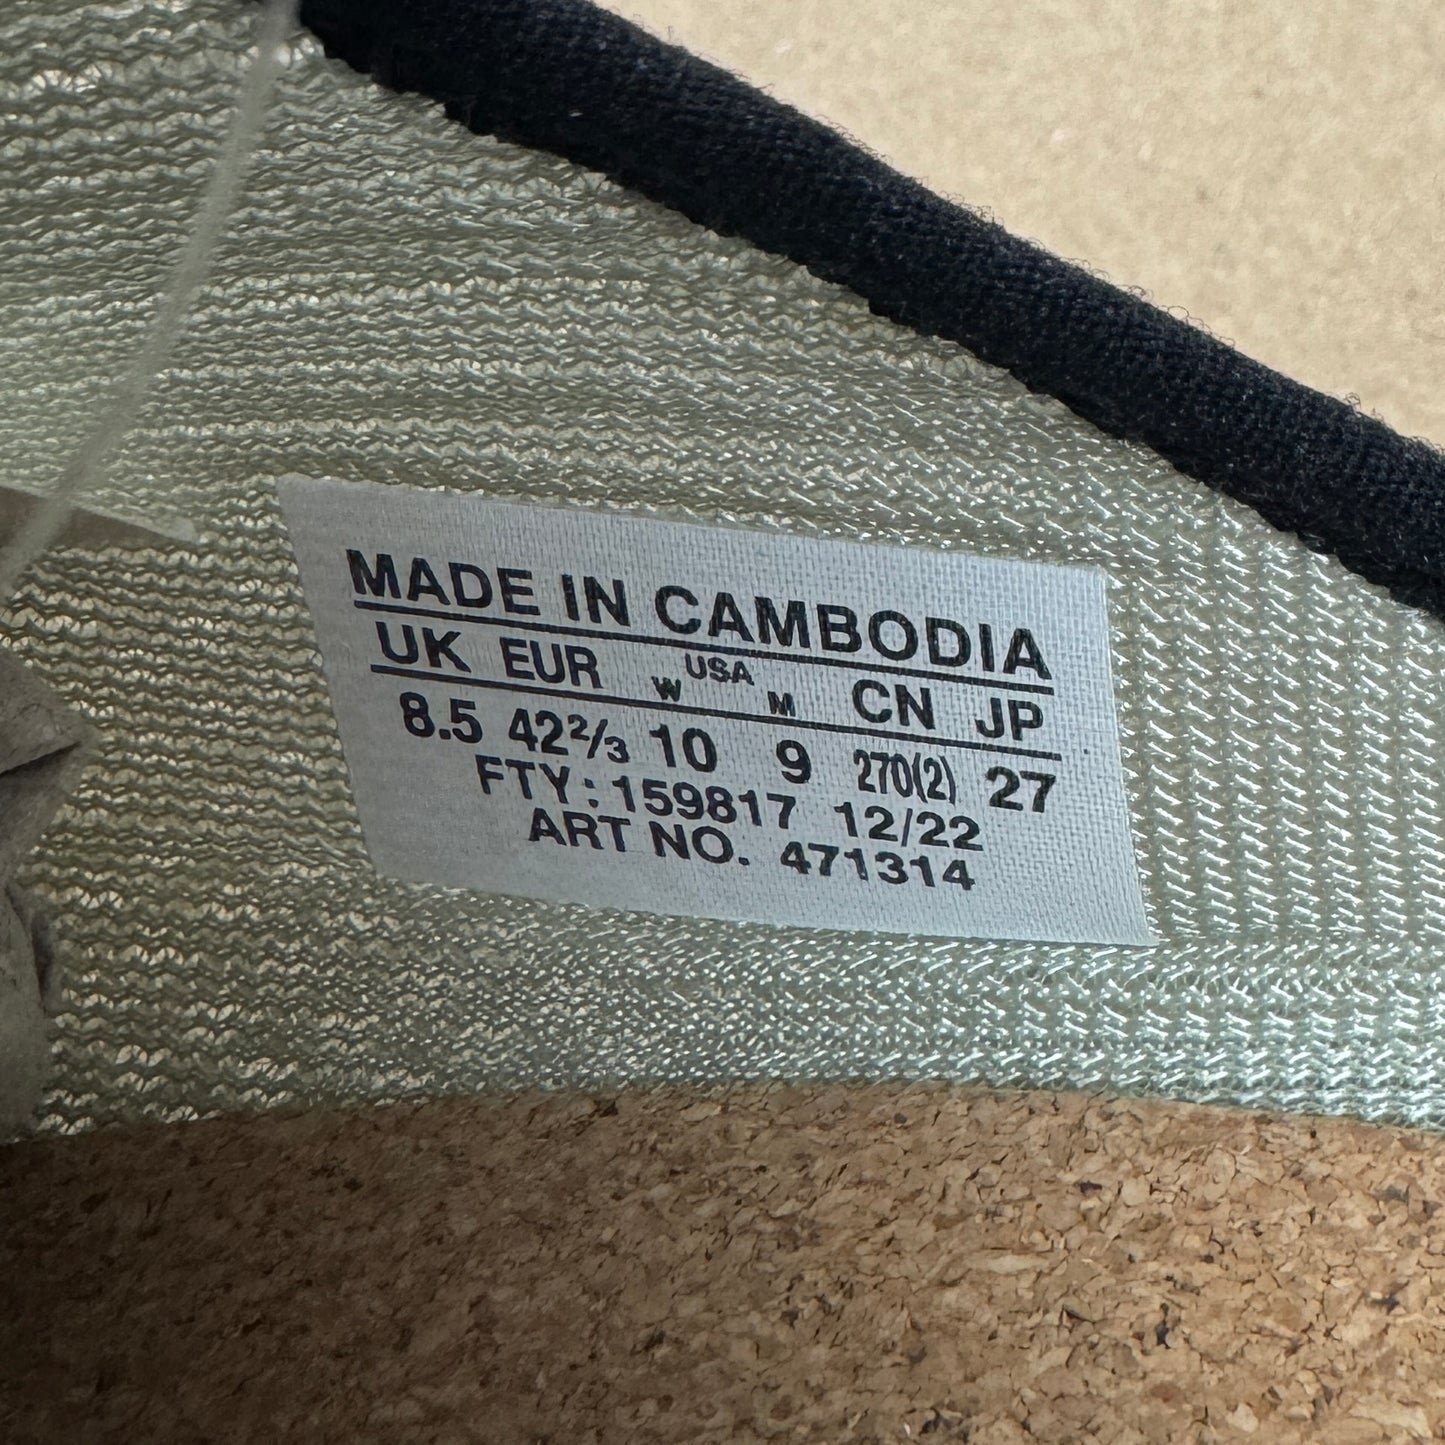 MADE IN CAMBODIA
UK EUR W USA M CN JP
8.5 42⅔ 10 9 270(2) 27
FTY: 159817 12/22
ART NO. 471314